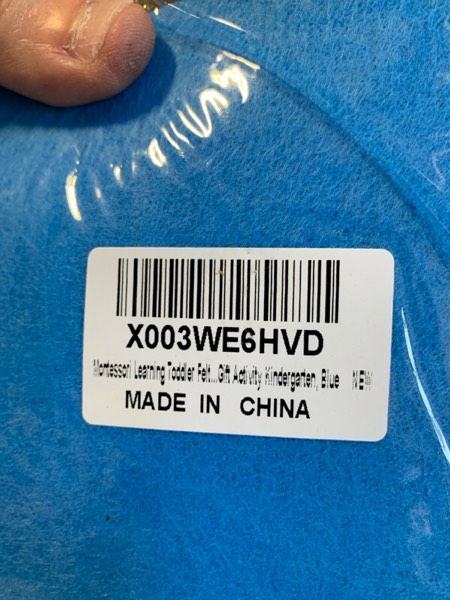 X003WE6HVD
Montessori Learning Toddler Felt...Gift Activity Kindergarten, Blue NEW
MADE IN CHINA